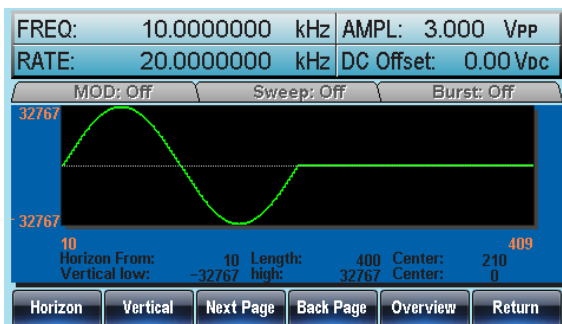 FREQ: 10.0000000 kHz AMPL: 3.000 VPP
RATE: 20.0000000 kHz DC Offset: 0.00 VDC
MOD: Off Sweep: Off Burst: Off
32767
- 32767
10 409
Horizon From: 10 Length: 400 Center: 210
Vertical low: -32767 high: 32767 Center: 0
Horizon Vertical Next Page Back Page Overview Return